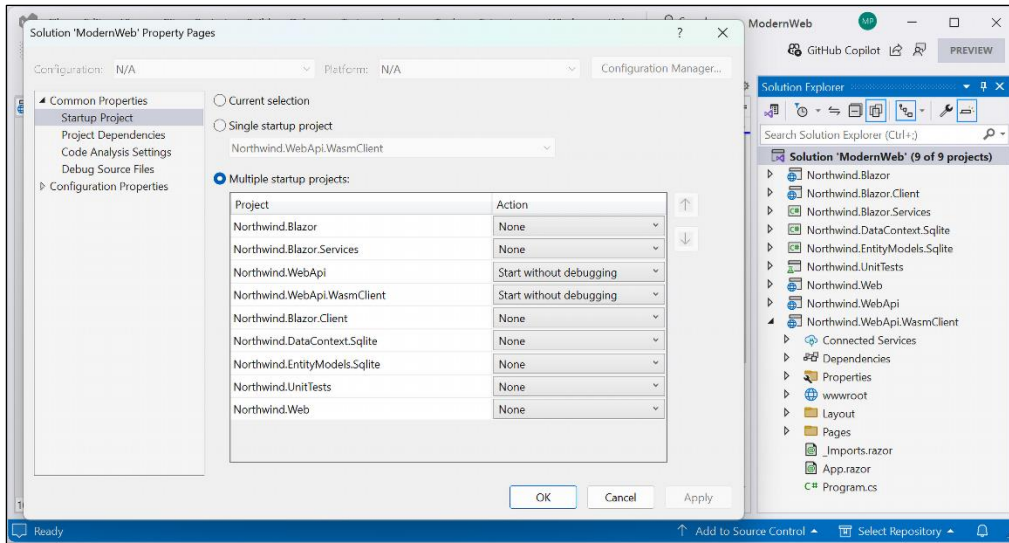 Solution 'ModernWeb' Property Pages
? ×
Configuration: N/A
Platform: N/A
Configuration Manager...
Common Properties
Startup Project
Project Dependencies
Code Analysis Settings
Debug Source Files
Configuration Properties
Current selection
Single startup project
Northwind.WebApi.WasmClient
Multiple startup projects:
Project Action
Northwind.Blazor None
Northwind.Blazor.Services None
Northwind.WebApi Start without debugging
Northwind.WebApi.WasmClient Start without debugging
Northwind.Blazor.Client None
Northwind.DataContext.Sqlite None
Northwind.EntityModels.Sqlite None
Northwind.UnitTests None
Northwind.Web None
OK Cancel Apply
ModernWeb MP
GitHub Copilot PREVIEW
Solution Explorer
Search Solution Explorer (Ctrl+;)
Solution 'ModernWeb' (9 of 9 projects)
Northwind.Blazor
Northwind.Blazor.Client
C# Northwind.Blazor.Services
C# Northwind.DataContext.Sqlite
C# Northwind.EntityModels.Sqlite
Northwind.UnitTests
Northwind.Web
Northwind.WebApi
Northwind.WebApi.WasmClient
Connected Services
Dependencies
Properties
wwwroot
Layout
Pages
_Imports.razor
App.razor
C# Program.cs
Ready
Add to Source Control
Select Repository